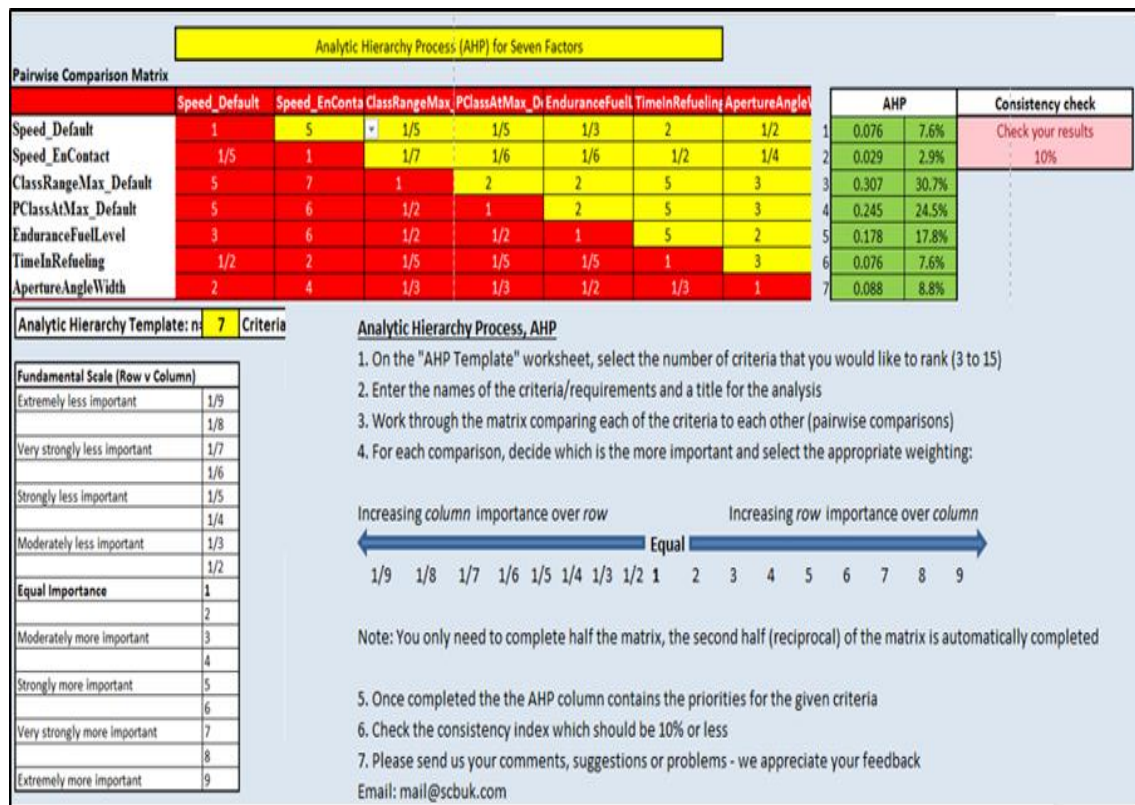 Analytic Hierarchy Process (AHP) for Seven Factors
Pairwise Comparison Matrix
Speed_Default Speed_EnConta ClassRangeMax_ PClassAtMax_D EnduranceFuelL TimeInRefueling ApertureAngleW AHP Consistency check
Speed_Default 1 5 1/5 1/5 1/3 2 1/2 1 0.076 7.6% Check your results
Speed_EnContact 1/5 1 1/7 1/6 1/6 1/2 1/4 2 0.029 2.9% 10%
ClassRangeMax_Default 5 7 1 2 2 5 3 3 0.307 30.7%
PClassAtMax_Default 5 6 1/2 1 2 5 3 4 0.245 24.5%
EnduranceFuelLevel 3 6 1/2 1/2 1 5 2 5 0.178 17.8%
TimeInRefueling 1/2 2 1/5 1/5 1/5 1 3 6 0.076 7.6%
ApertureAngleWidth 2 4 1/3 1/3 1/2 1/3 1 7 0.088 8.8%
Analytic Hierarchy Template: n= 7 Criteria
Fundamental Scale (Row v Column)
Extremely less important 1/9
1/8
Very strongly less important 1/7
1/6
Strongly less important 1/5
1/4
Moderately less important 1/3
1/2
Equal Importance 1
2
Moderately more important 3
4
Strongly more important 5
6
Very strongly more important 7
8
Extremely more important 9
Analytic Hierarchy Process, AHP
1. On the "AHP Template" worksheet, select the number of criteria that you would like to rank (3 to 15)
2. Enter the names of the criteria/requirements and a title for the analysis
3. Work through the matrix comparing each of the criteria to each other (pairwise comparisons)
4. For each comparison, decide which is the more important and select the appropriate weighting:
Increasing column importance over row Increasing row importance over column
Equal
1/9 1/8 1/7 1/6 1/5 1/4 1/3 1/2 1 2 3 4 5 6 7 8 9
Note: You only need to complete half the matrix, the second half (reciprocal) of the matrix is automatically completed
5. Once completed the the AHP column contains the priorities for the given criteria
6. Check the consistency index which should be 10% or less
7. Please send us your comments, suggestions or problems - we appreciate your feedback
Email: mail@scbuk.com